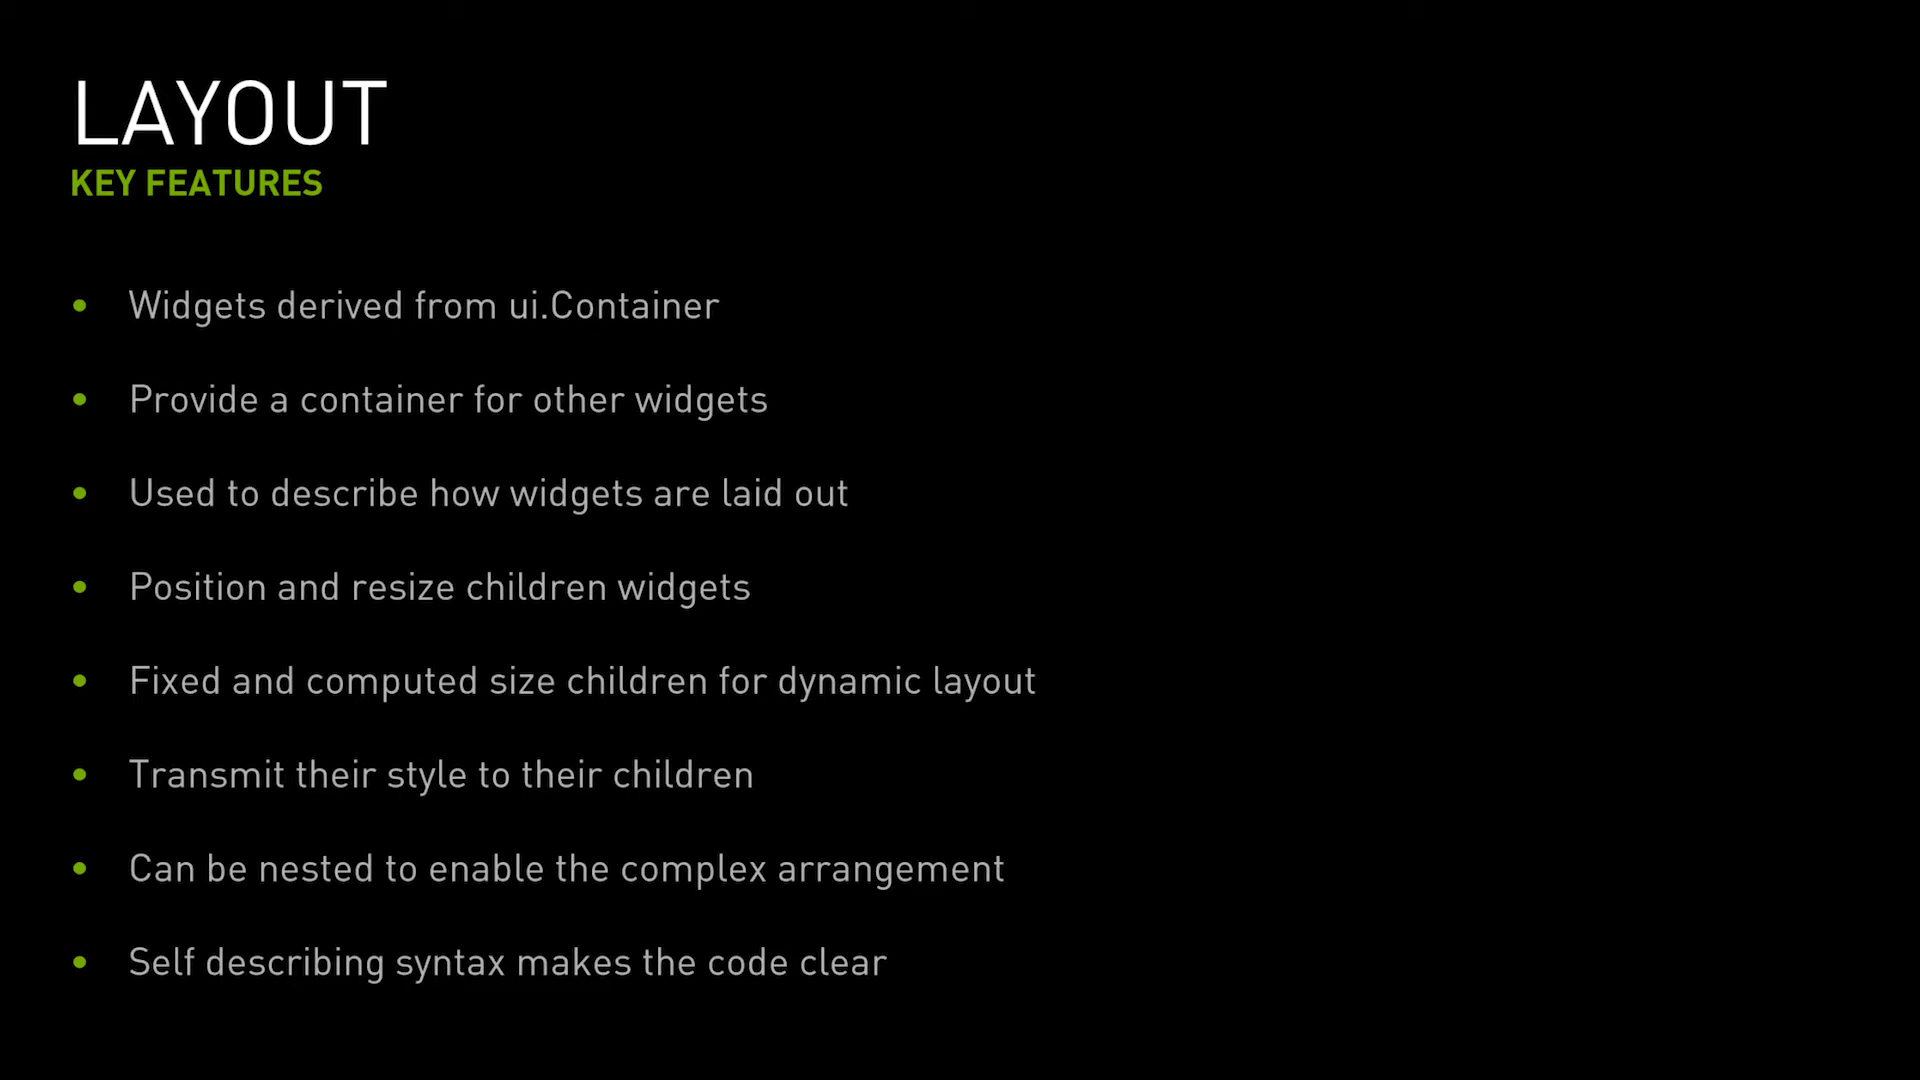 LAYOUT
KEY FEATURES
• Widgets derived from ui.Container
• Provide a container for other widgets
• Used to describe how widgets are laid out
• Position and resize children widgets
• Fixed and computed size children for dynamic layout
• Transmit their style to their children
• Can be nested to enable the complex arrangement
• Self describing syntax makes the code clear